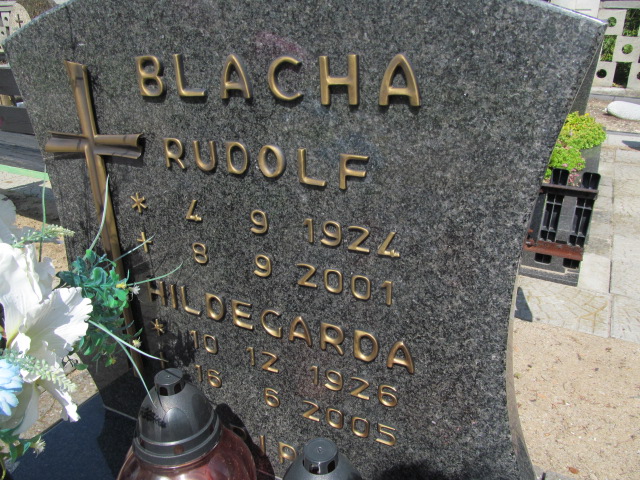 BLACHA
RUDOLF
* 4 9 1924
+ 8 9 2001
HILDEGARDA
* 10 12 1926
+ 16 6 2005